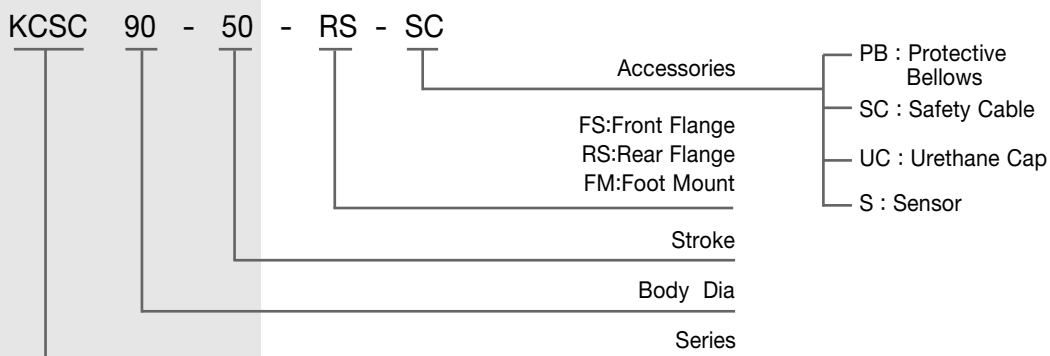 KCSC 90 - 50 - RS - SC
Accessories
PB : Protective
Bellows
SC : Safety Cable
UC : Urethane Cap
S : Sensor
FS:Front Flange
RS:Rear Flange
FM:Foot Mount
Stroke
Body Dia
Series